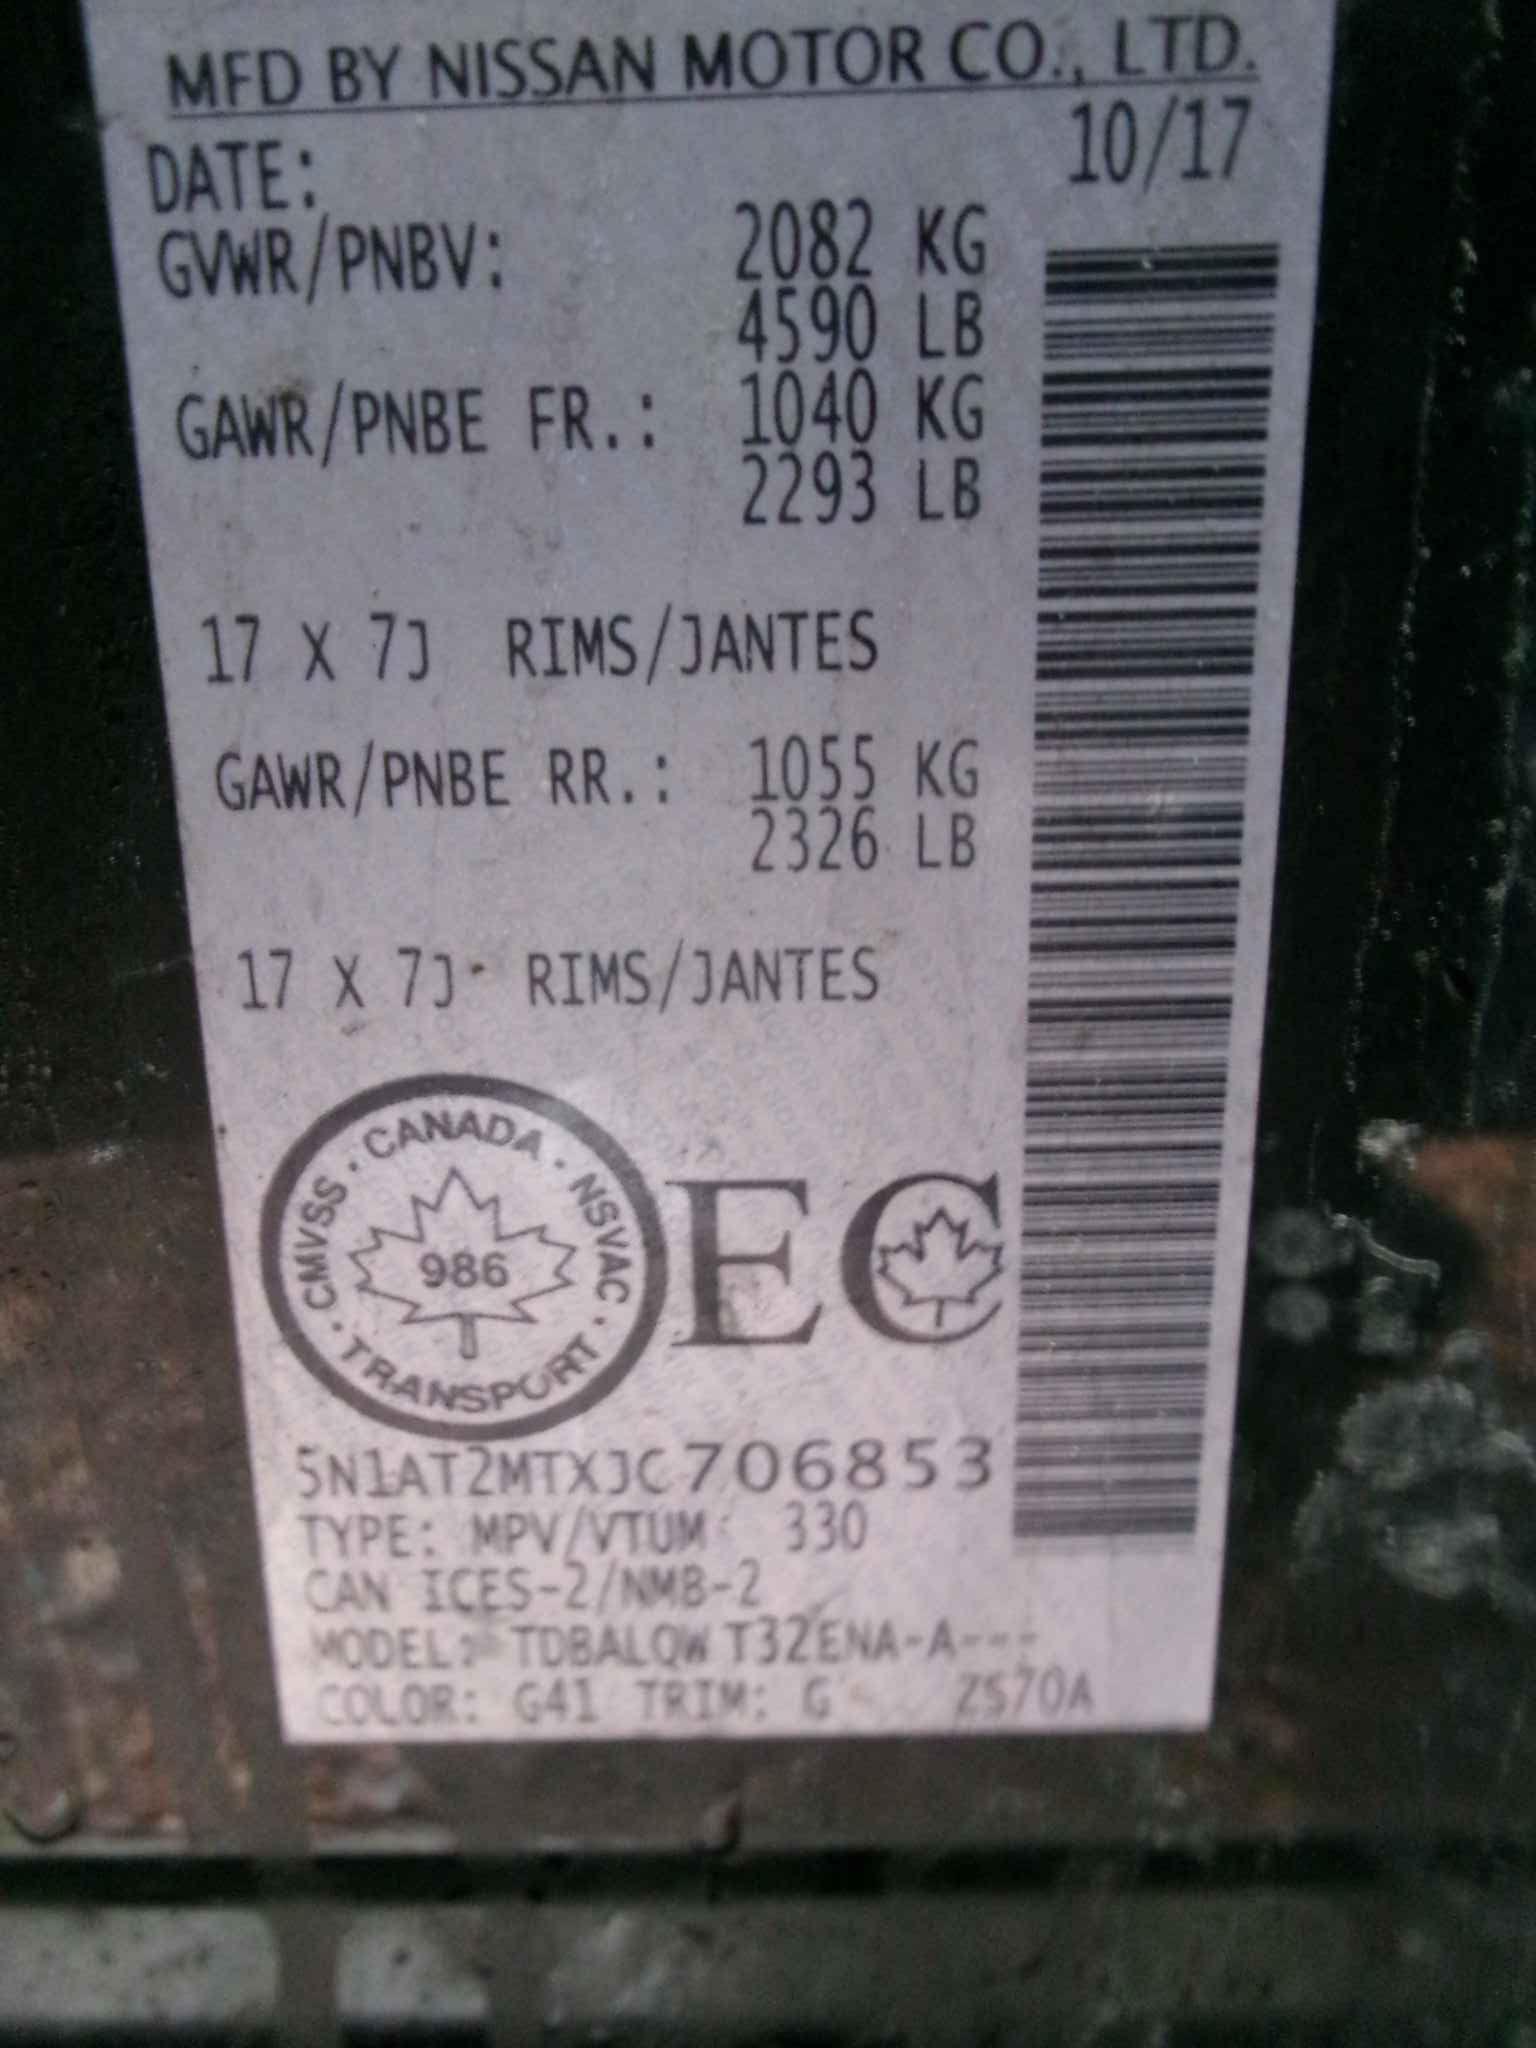 MFD BY NISSAN MOTOR CO., LTD.
DATE: 10/17
GVWR/PNBV: 2082 KG
4590 LB
GAWR/PNBE FR.: 1040 KG
2293 LB
17 X 7J RIMS/JANTES
GAWR/PNBE RR.: 1055 KG
2326 LB
17 X 7J RIMS/JANTES
CMVSS · CANADA · NSVAC · TRANSPORT ·
986
EC
5N1AT2MTXJC706853
TYPE: MPV/VTUM 330
CAN ICES-2/NMB-2
MODEL: TDBALQW T32ENA-A---
COLOR: G41 TRIM: G ZS70A